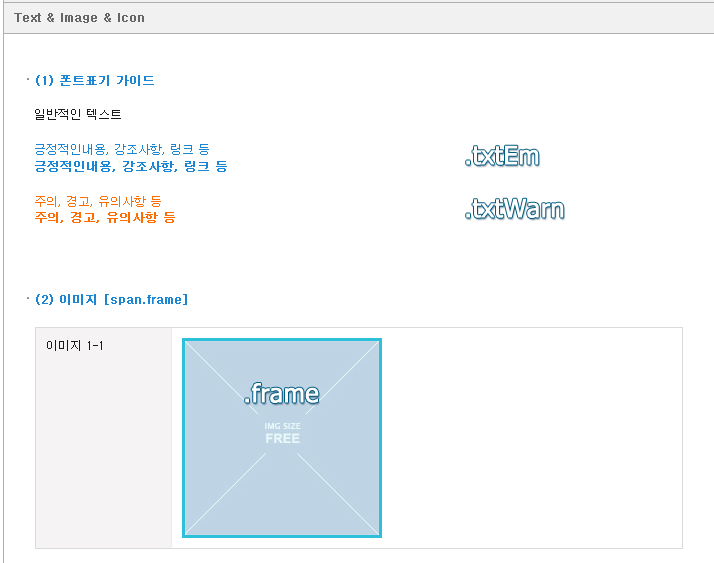 Text & Image & Icon
(1) 폰트표기 가이드
일반적인 텍스트
긍정적인내용, 강조사항, 링크 등
긍정적인내용, 강조사항, 링크 등
.txtEm
주의, 경고, 유의사항 등
주의, 경고, 유의사항 등
.txtWarn
(2) 이미지 [span.frame]
이미지 1-1
.frame
IMG SIZE
FREE